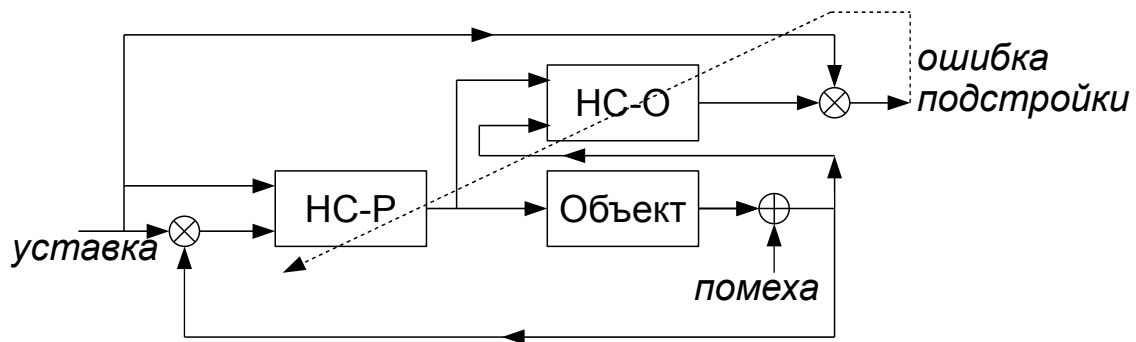 ошибка
подстройки
НС-О
НС-Р
Объект
уставка
помеха